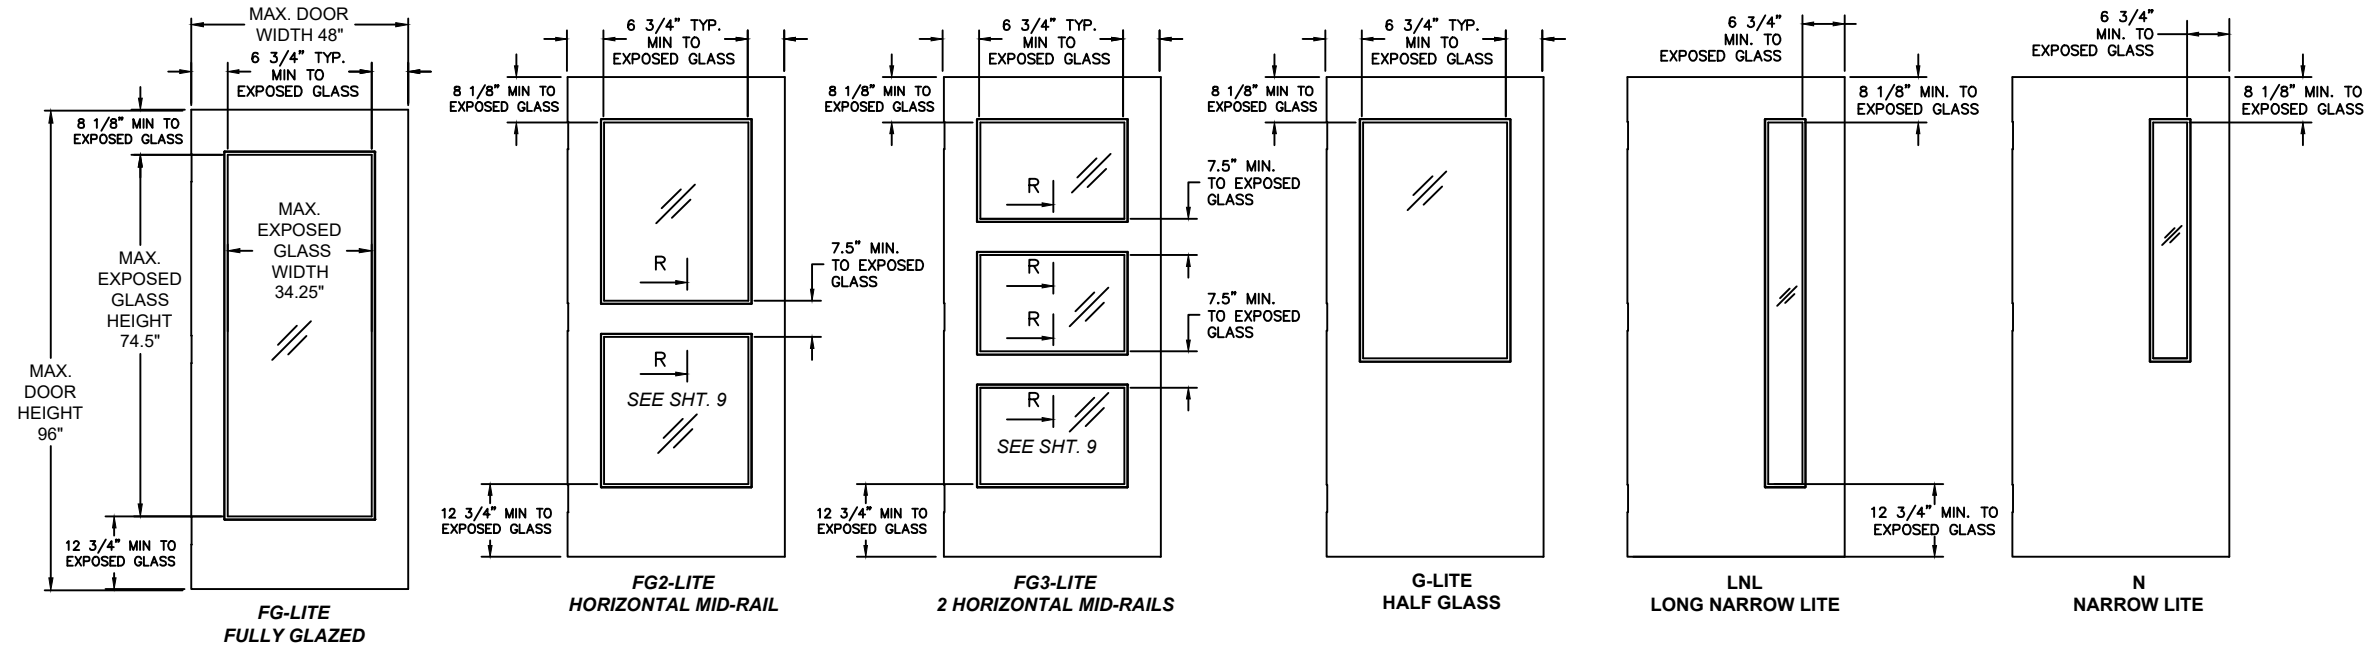 MAX. DOOR
WIDTH 48"
6 3/4" TYP.
MIN TO
EXPOSED GLASS
8 1/8" MIN TO
EXPOSED GLASS
MAX.
EXPOSED
GLASS
WIDTH
34.25"
MAX.
EXPOSED
GLASS
HEIGHT
74.5"
MAX.
DOOR
HEIGHT
96"
12 3/4" MIN TO
EXPOSED GLASS
FG-LITE
FULLY GLAZED
6 3/4" TYP.
MIN TO
EXPOSED GLASS
8 1/8" MIN TO
EXPOSED GLASS
7.5" MIN.
TO EXPOSED
GLASS
R
R
SEE SHT. 9
12 3/4" MIN TO
EXPOSED GLASS
FG2-LITE
HORIZONTAL MID-RAIL
6 3/4" TYP.
MIN TO
EXPOSED GLASS
8 1/8" MIN TO
EXPOSED GLASS
R
7.5" MIN.
TO EXPOSED
GLASS
R
R
7.5" MIN.
TO EXPOSED
GLASS
R
SEE SHT. 9
12 3/4" MIN TO
EXPOSED GLASS
FG3-LITE
2 HORIZONTAL MID-RAILS
6 3/4" TYP.
MIN TO
EXPOSED GLASS
8 1/8" MIN TO
EXPOSED GLASS
G-LITE
HALF GLASS
6 3/4"
MIN. TO
EXPOSED GLASS
8 1/8" MIN. TO
EXPOSED GLASS
12 3/4" MIN. TO
EXPOSED GLASS
LNL
LONG NARROW LITE
6 3/4"
MIN. TO
EXPOSED GLASS
8 1/8" MIN. TO
EXPOSED GLASS
N
NARROW LITE